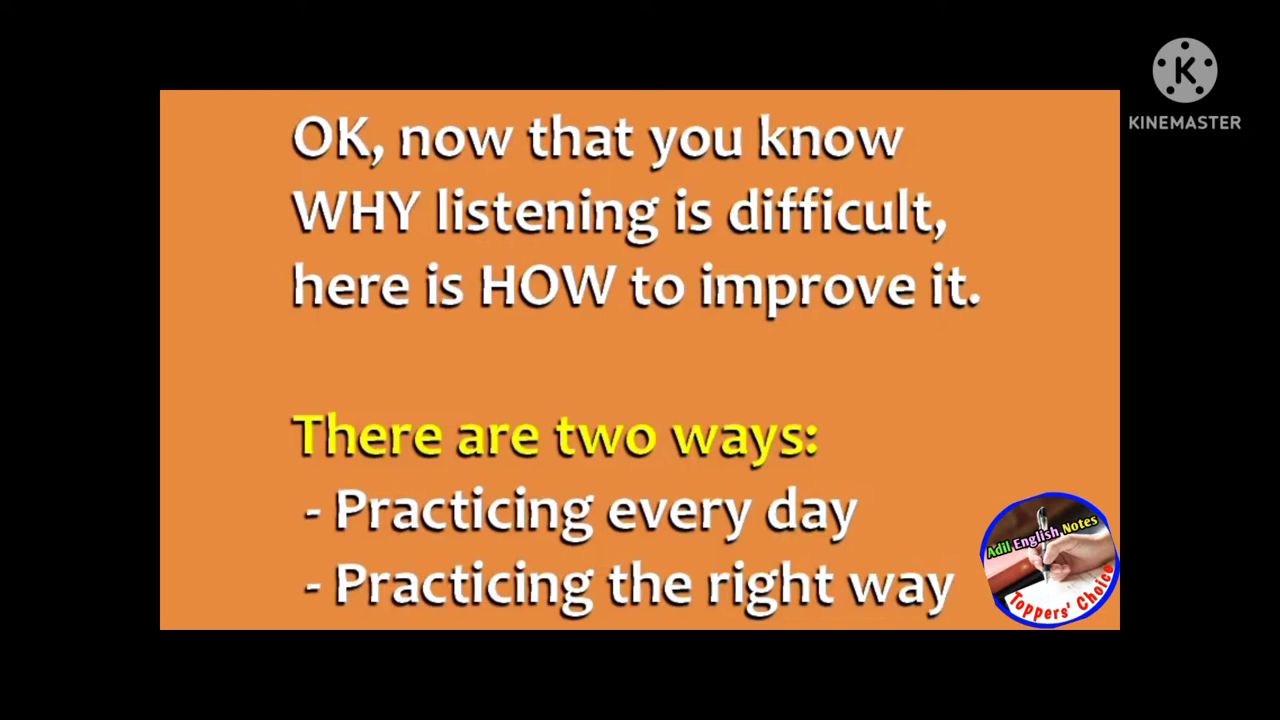 OK, now that you know
WHY listening is difficult,
here is HOW to improve it.
There are two ways:
- Practicing every day
- Practicing the right way
K
KINEMASTER
Adil English Notes
Toppers' Choice